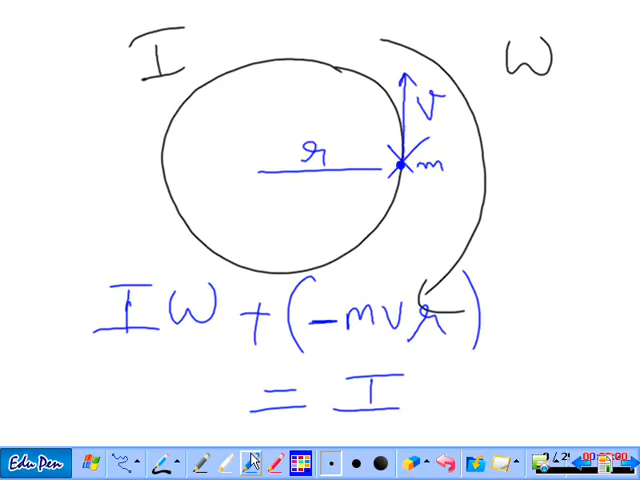 I ω
v
r
m
Iω + (-mvr)
= I
Edu Pen